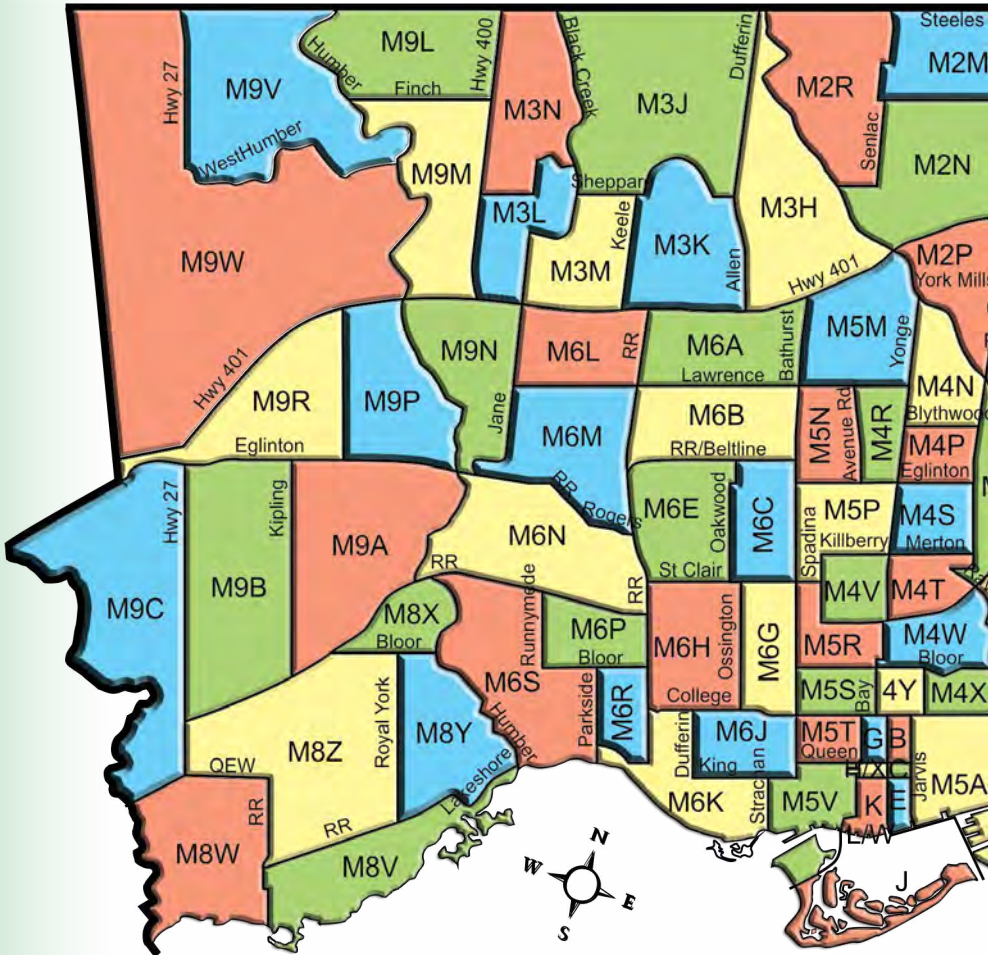 Steeles
M9L
Humber
Hwy 400
Black Creek
Dufferin
M2M
Hwy 27
M9V
Finch
M3N
M3J
M2R
Senlac
WestHumber
M9M
Sheppar
M2N
M3L
Keele
M3H
M9W
M3M
M3K
Allen
Hwy 401
M2P
York Mills
Hwy 401
M9R
M9P
M9N
M6L
RR
M6A
Lawrence
Bathurst
M5M
Yonge
M4N
Blythwood
Eglinton
Jane
M6M
M6B
RR/Beltline
M5N
Avenue Rd
M4R
M4P
Eglinton
Hwy 27
Kipling
M9A
RR Rogers
M6E
Oakwood
M6C
Spadina
M5P
Killberry
M4S
Merton
M9C
M9B
RR
M6N
RR
St Clair
M4V
M4T
M8X
Bloor
Runnymede
M6P
Bloor
M6H
Ossington
M6G
M5R
M4W
Bloor
M6S
Humber
Parkside
M6R
College
M5S
Bay
4Y
M4X
QEW
M8Z
Royal York
M8Y
Lakeshore
Dufferin
M6J
King
M5T
Queen
G
B
H/X
C
Jarvis
M5A
M8W
RR
RR
M8V
M6K
Strachan
M5V
K
E
L/W
J
N
W
E
S